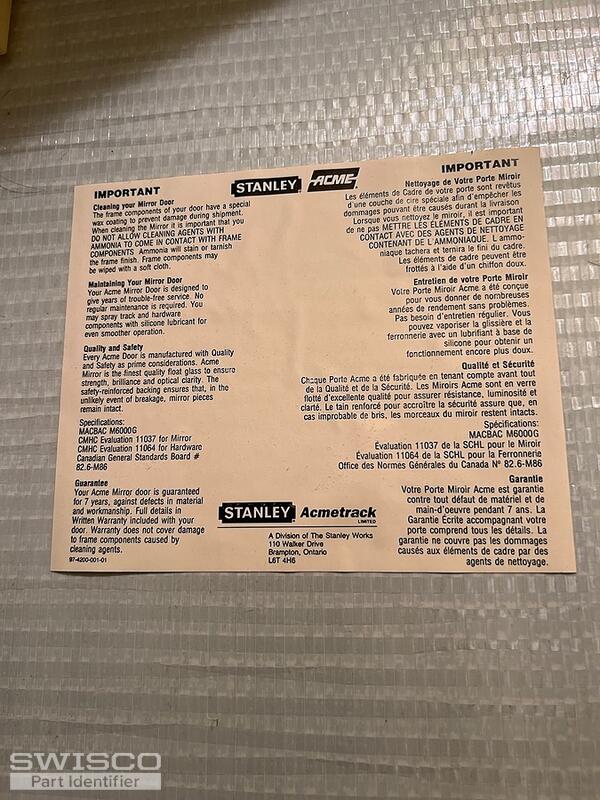 IMPORTANT
STANLEY ACME
Cleaning your Mirror Door
The frame components of your door have a special
wax coating to prevent damage during shipment.
When cleaning the Mirror it is important that you
DO NOT ALLOW CLEANING AGENTS WITH
AMMONIA TO COME IN CONTACT WITH FRAME
COMPONENTS Ammonia will stain or tarnish
the frame finish. Frame components may
be wiped with a soft cloth.
Maintaining Your Mirror Door
Your Acme Mirror Door is designed to
give years of trouble-free service. No
regular maintenance is required. You
may spray track and hardware
components with silicone lubricant for
even smoother operation.
Quality and Safety
Every Acme Door is manufactured with Quality
and Safety as prime considerations. Acme
Mirror is the finest quality float glass to ensure
strength, brilliance and optical clarity. The
safety-reinforced backing ensures that, in the
unlikely event of breakage, mirror pieces
remain intact.
Specifications:
MACBAC M6000G
CMHC Evaluation 11037 for Mirror
CMHC Evaluation 11064 for Hardware
Canadian General Standards Board #
82.6-M86
Guarantee
Your Acme Mirror door is guaranteed
for 7 years, against defects in material
and workmanship. Full details in
Written Warranty included with your
door. Warranty does not cover damage
to frame components caused by
cleaning agents.
97-4200-001-01
IMPORTANT
Nettoyage de Votre Porte Miroir
Les éléments de Cadre de votre porte sont revêtus
d'une couche de cire spéciale afin d'empêcher les
dommages pouvant être causés durant la livraison
Lorsque vous nettoyez le miroir, il est important
de ne pas METTRE LES ÉLÉMENTS DE CADRE EN
CONTACT AVEC DES AGENTS DE NETTOYAGE
CONTENANT DE L'AMMONIAQUE. L'ammo-
niaque tachera et ternira le fini du cadre.
Les éléments de cadre peuvent être
frottés à l'aide d'un chiffon doux.
Entretien de votre Porte Miroir
Votre Porte Miroir Acme a été conçue
pour vous donner de nombreuses
années de rendement sans problèmes.
Pas besoin d'entretien régulier. Vous
pouvez vaporiser la glissière et la
ferronnerie avec un lubrifiant à base de
silicone pour obtenir un
fonctionnement encore plus doux.
Qualité et Sécurité
Chaque Porte Acme a été fabriquée en tenant compte avant tout
de la Qualité et de la Sécurité. Les Miroirs Acme sont en verre
flotté d'excellente qualité pour assurer résistance, luminosité et
clarté. Le tain renforcé pour accroître la sécurité assure que, en
cas improbable de bris, les morceaux du miroir restent intacts.
Spécifications:
MACBAC M6000G
Évaluation 11037 de la SCHL pour le Miroir
Évaluation 11064 de la SCHL pour la Ferronnerie
Office des Normes Générales du Canada N° 82.6-M86
Garantie
Votre Porte Miroir Acme est garantie
contre tout défaut de matériel et de
main-d'oeuvre pendant 7 ans. La
Garantie Écrite accompagnant votre
porte comprend tous les détails. La
garantie ne couvre pas les dommages
causés aux éléments de cadre par des
agents de nettoyage.
STANLEY Acmetrack
LIMITED
A Division of The Stanley Works
110 Walker Drive
Brampton, Ontario
L6T 4H6
SWISCO
Part Identifier